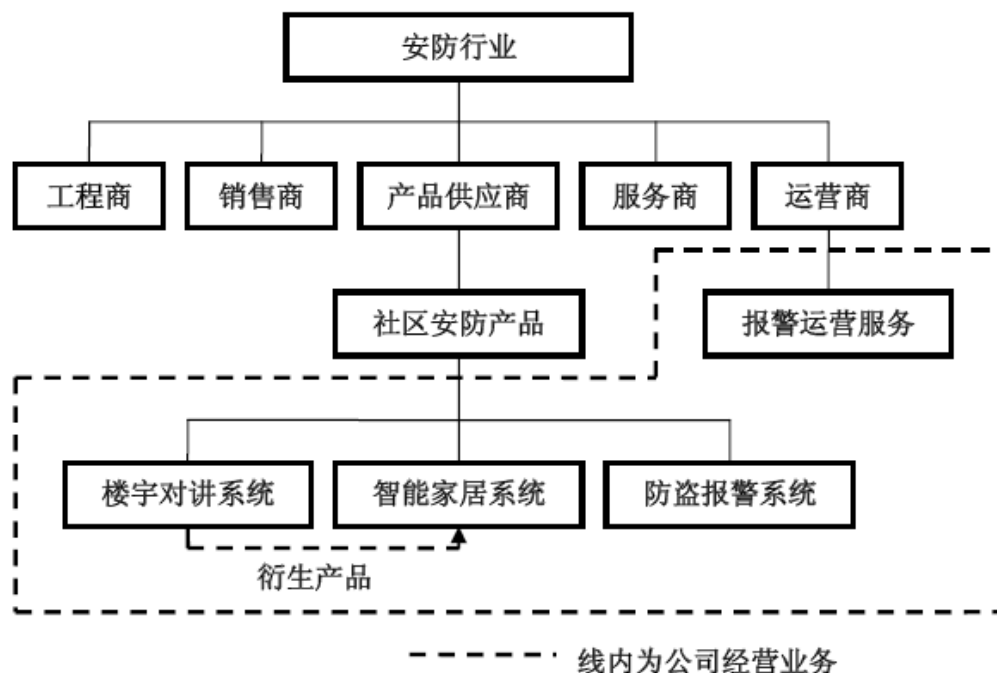 安防行业
工程商
销售商
产品供应商
服务商
运营商
社区安防产品
报警运营服务
楼宇对讲系统
智能家居系统
防盗报警系统
衍生产品
线内为公司经营业务